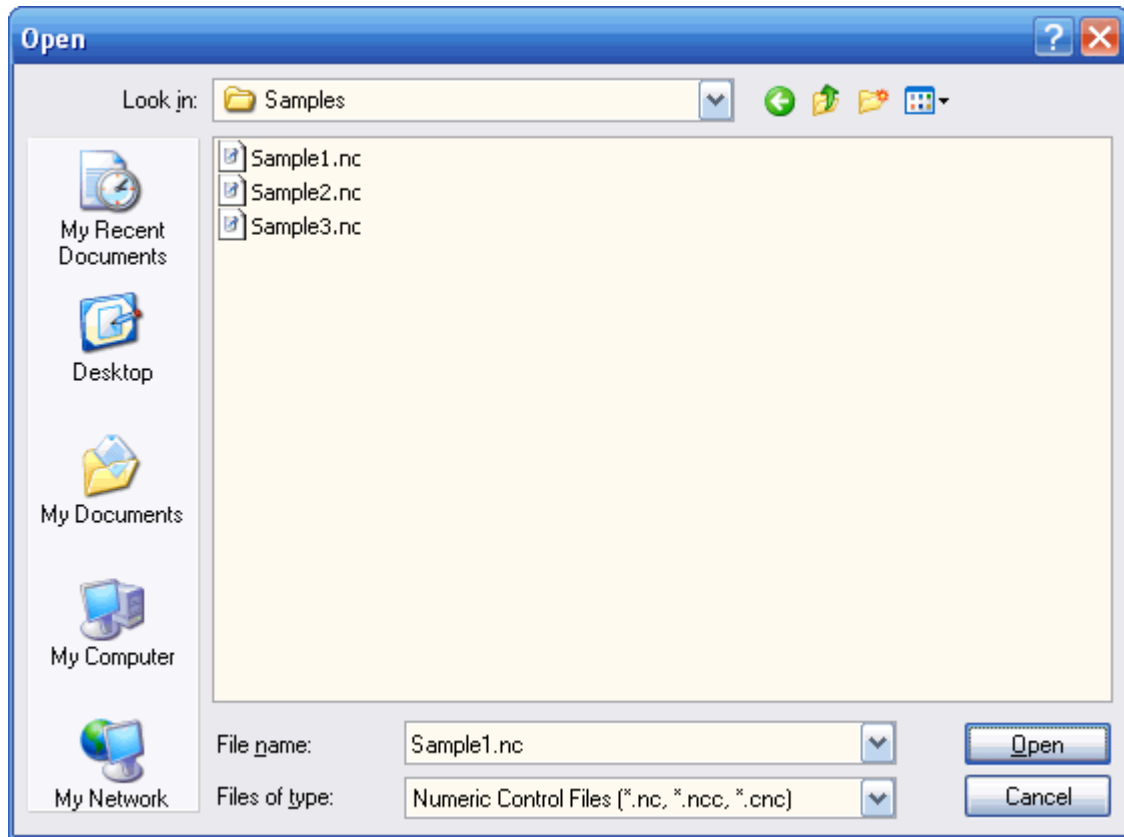 Open
Look in: Samples
Sample1.nc
Sample2.nc
Sample3.nc
My Recent
Documents
Desktop
My Documents
My Computer
My Network
File name: Sample1.nc Open
Files of type: Numeric Control Files (*.nc, *.ncc, *.cnc) Cancel